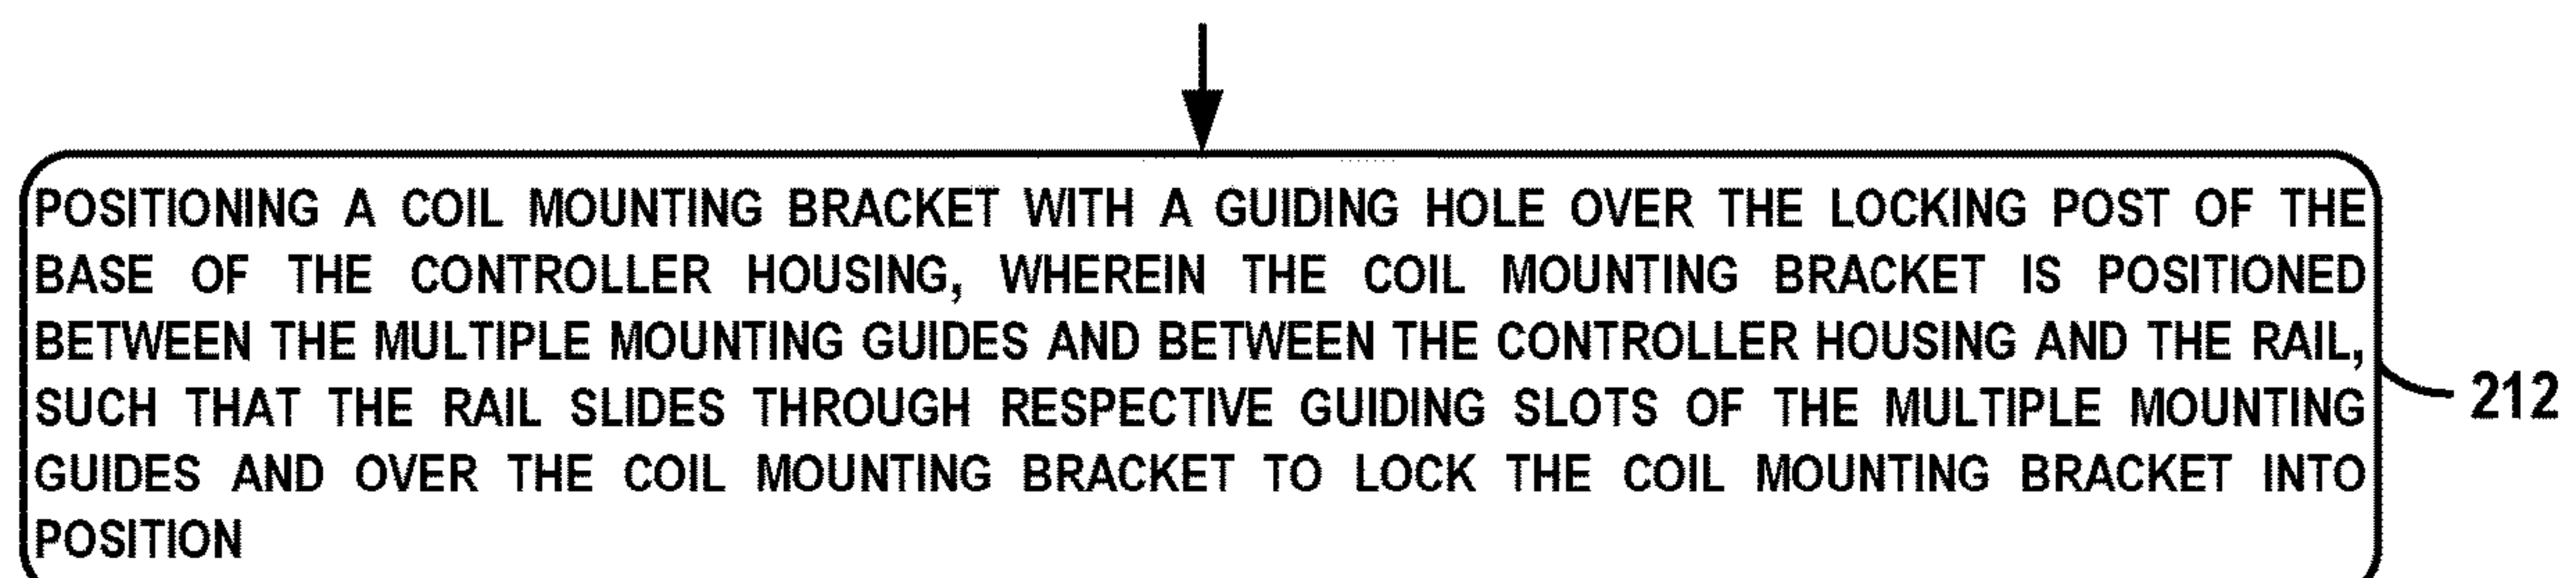 POSITIONING A COIL MOUNTING BRACKET WITH A GUIDING HOLE OVER THE LOCKING POST OF THE
BASE OF THE CONTROLLER HOUSING, WHEREIN THE COIL MOUNTING BRACKET IS POSITIONED
BETWEEN THE MULTIPLE MOUNTING GUIDES AND BETWEEN THE CONTROLLER HOUSING AND THE RAIL,
SUCH THAT THE RAIL SLIDES THROUGH RESPECTIVE GUIDING SLOTS OF THE MULTIPLE MOUNTING
GUIDES AND OVER THE COIL MOUNTING BRACKET TO LOCK THE COIL MOUNTING BRACKET INTO
POSITION
212